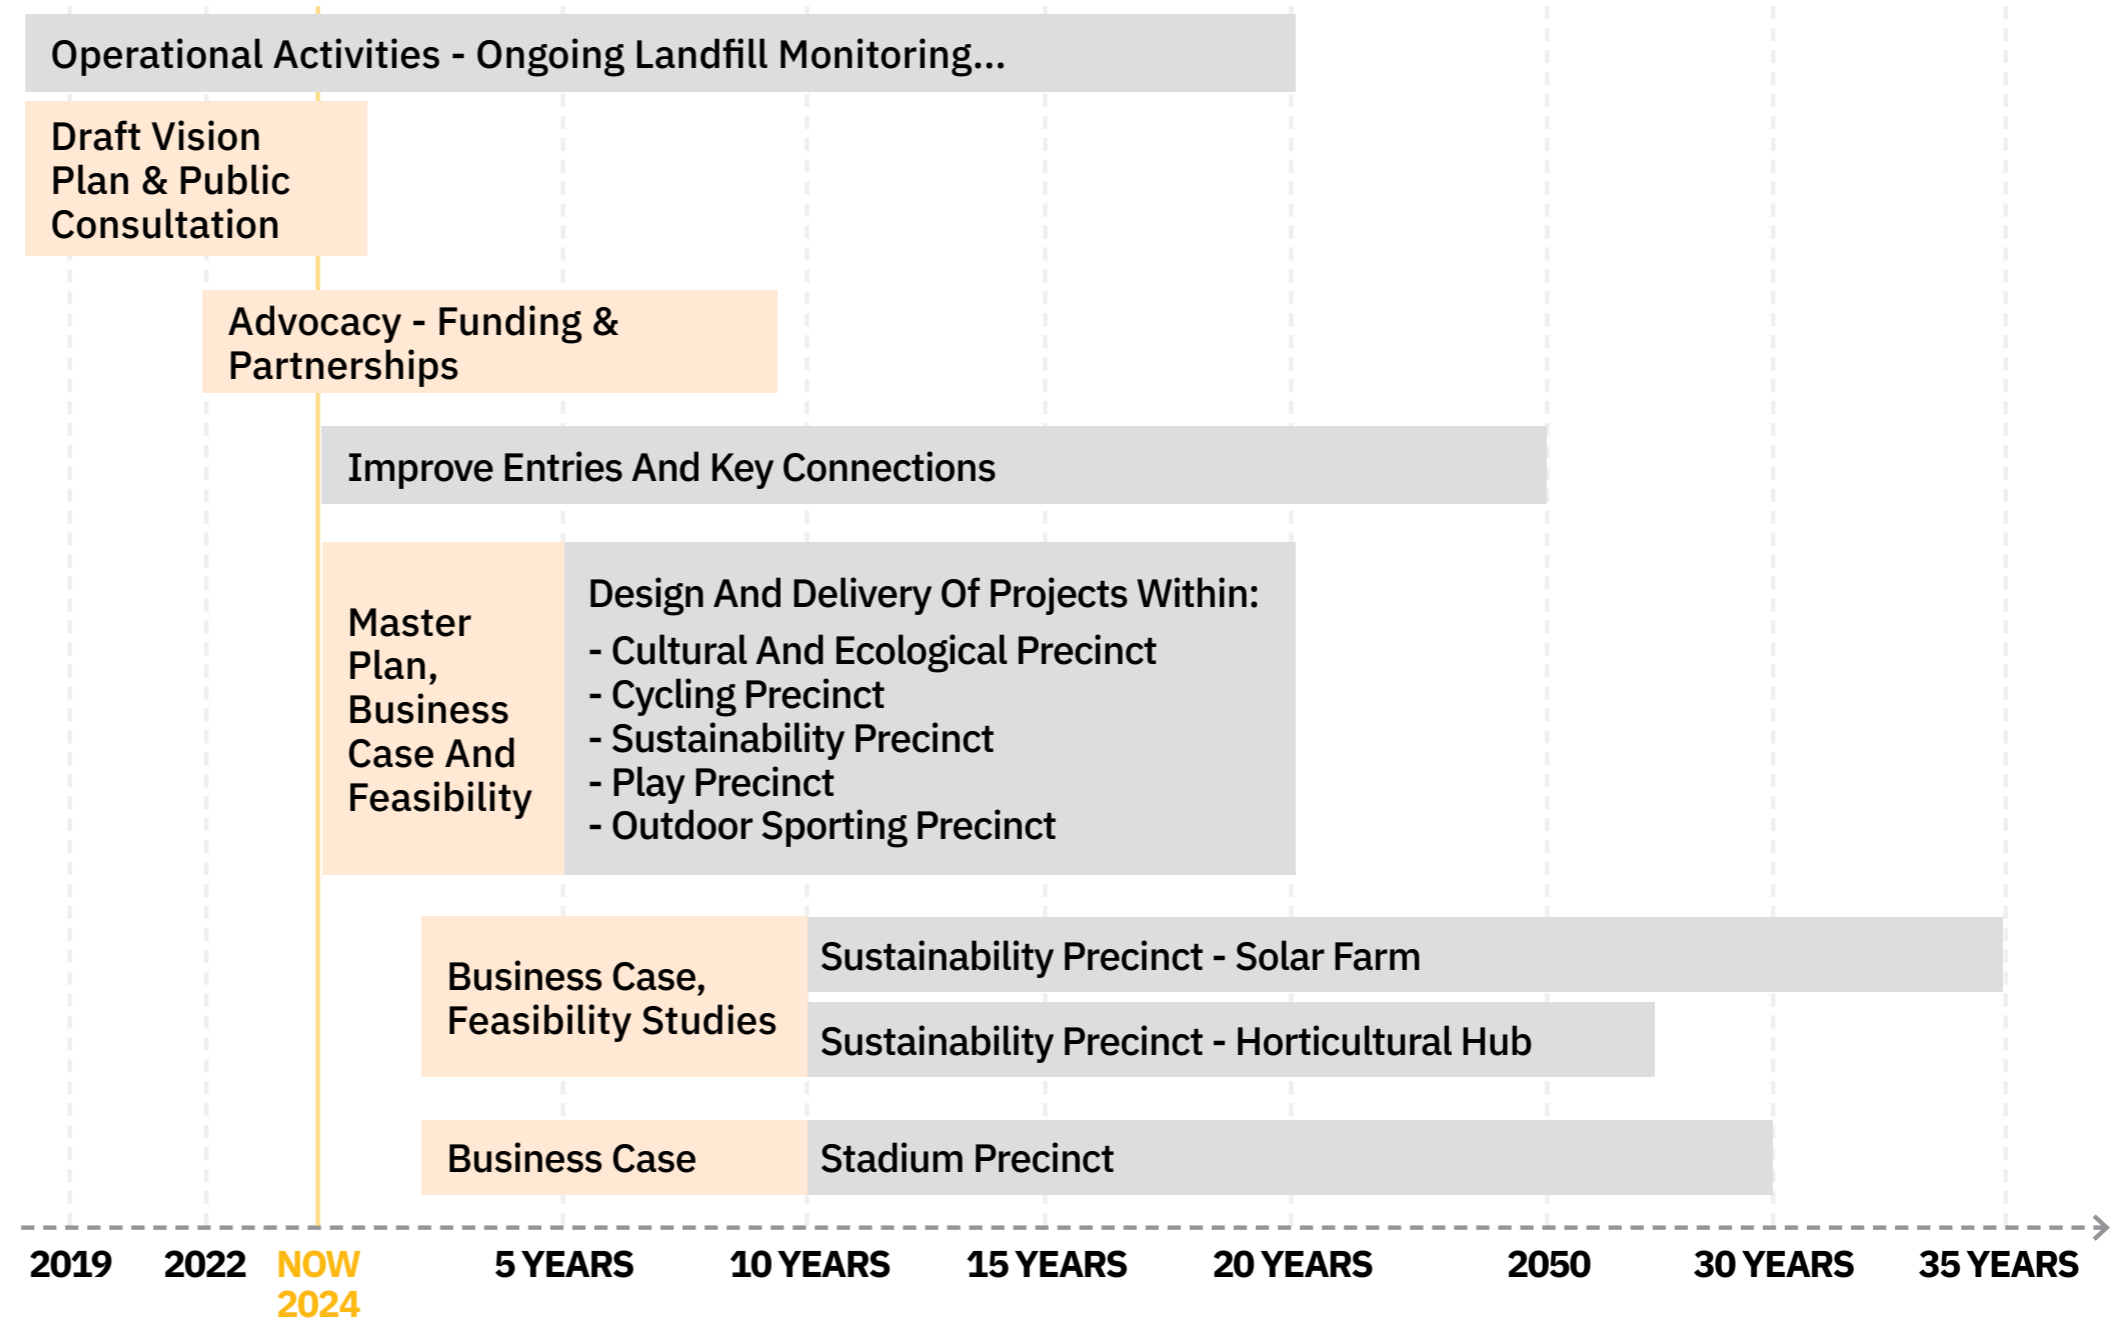 Operational Activities - Ongoing Landfill Monitoring...
Draft Vision
Plan & Public
Consultation
Advocacy - Funding &
Partnerships
Improve Entries And Key Connections
Master
Plan,
Business
Case And
Feasibility
Design And Delivery Of Projects Within:
- Cultural And Ecological Precinct
- Cycling Precinct
- Sustainability Precinct
- Play Precinct
- Outdoor Sporting Precinct
Business Case,
Feasibility Studies
Sustainability Precinct - Solar Farm
Sustainability Precinct - Horticultural Hub
Business Case
Stadium Precinct
2019
2022
NOW
2024
5 YEARS
10 YEARS
15 YEARS
20 YEARS
2050
30 YEARS
35 YEARS